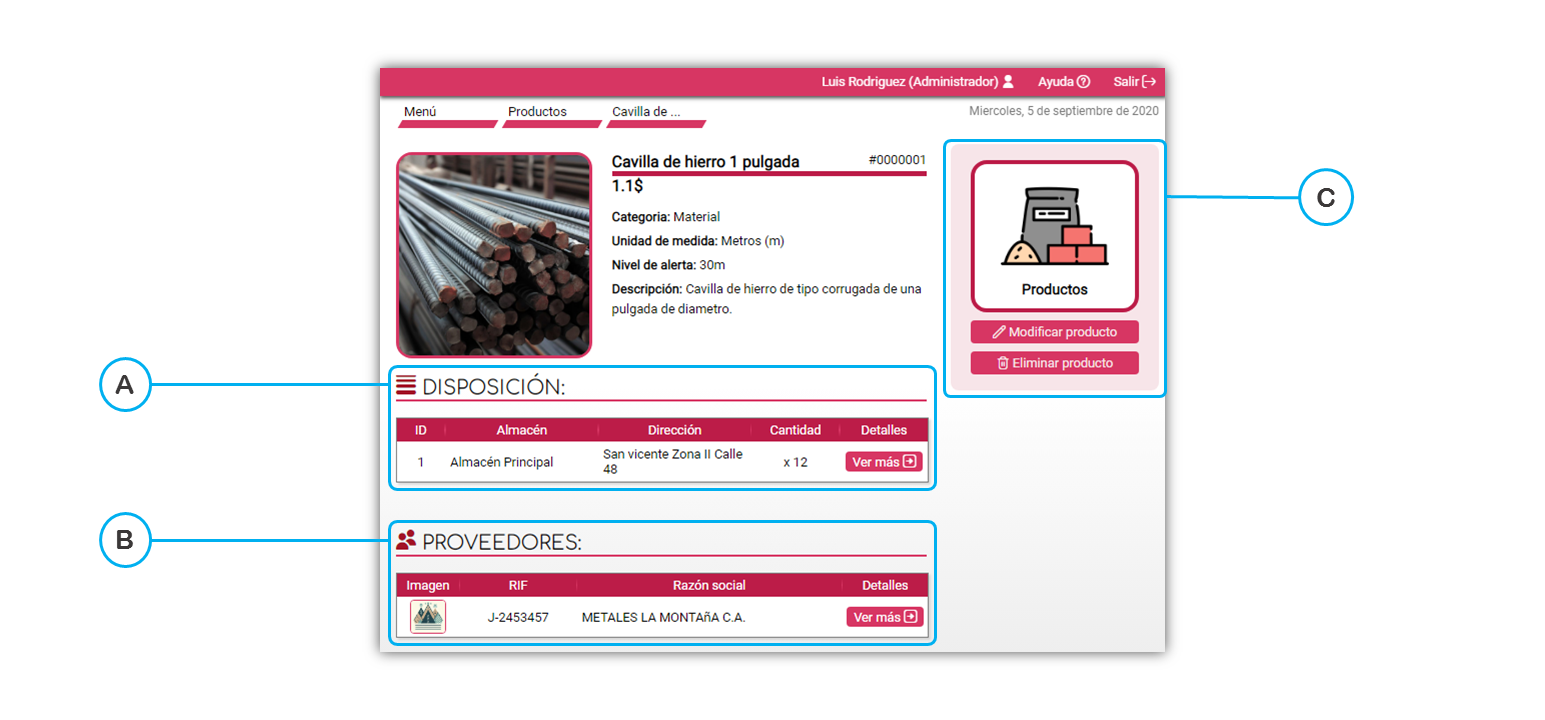 Luis Rodriguez (Administrador) Ayuda Salir
Menú Productos Cavilla de ... Miercoles, 5 de septiembre de 2020
Cavilla de hierro 1 pulgada #0000001
1.1$
Categoria: Material
Unidad de medida: Metros (m)
Nivel de alerta: 30m
Descripción: Cavilla de hierro de tipo corrugada de una
pulgada de diametro.
C
Productos
Modificar producto
Eliminar producto
A
DISPOSICIÓN:
ID Almacén Dirección Cantidad Detalles
1 Almacén Principal San vicente Zona II Calle
48 x 12 Ver más
B
PROVEEDORES:
Imagen RIF Razón social Detalles
J-2453457 METALES LA MONTAñA C.A. Ver más